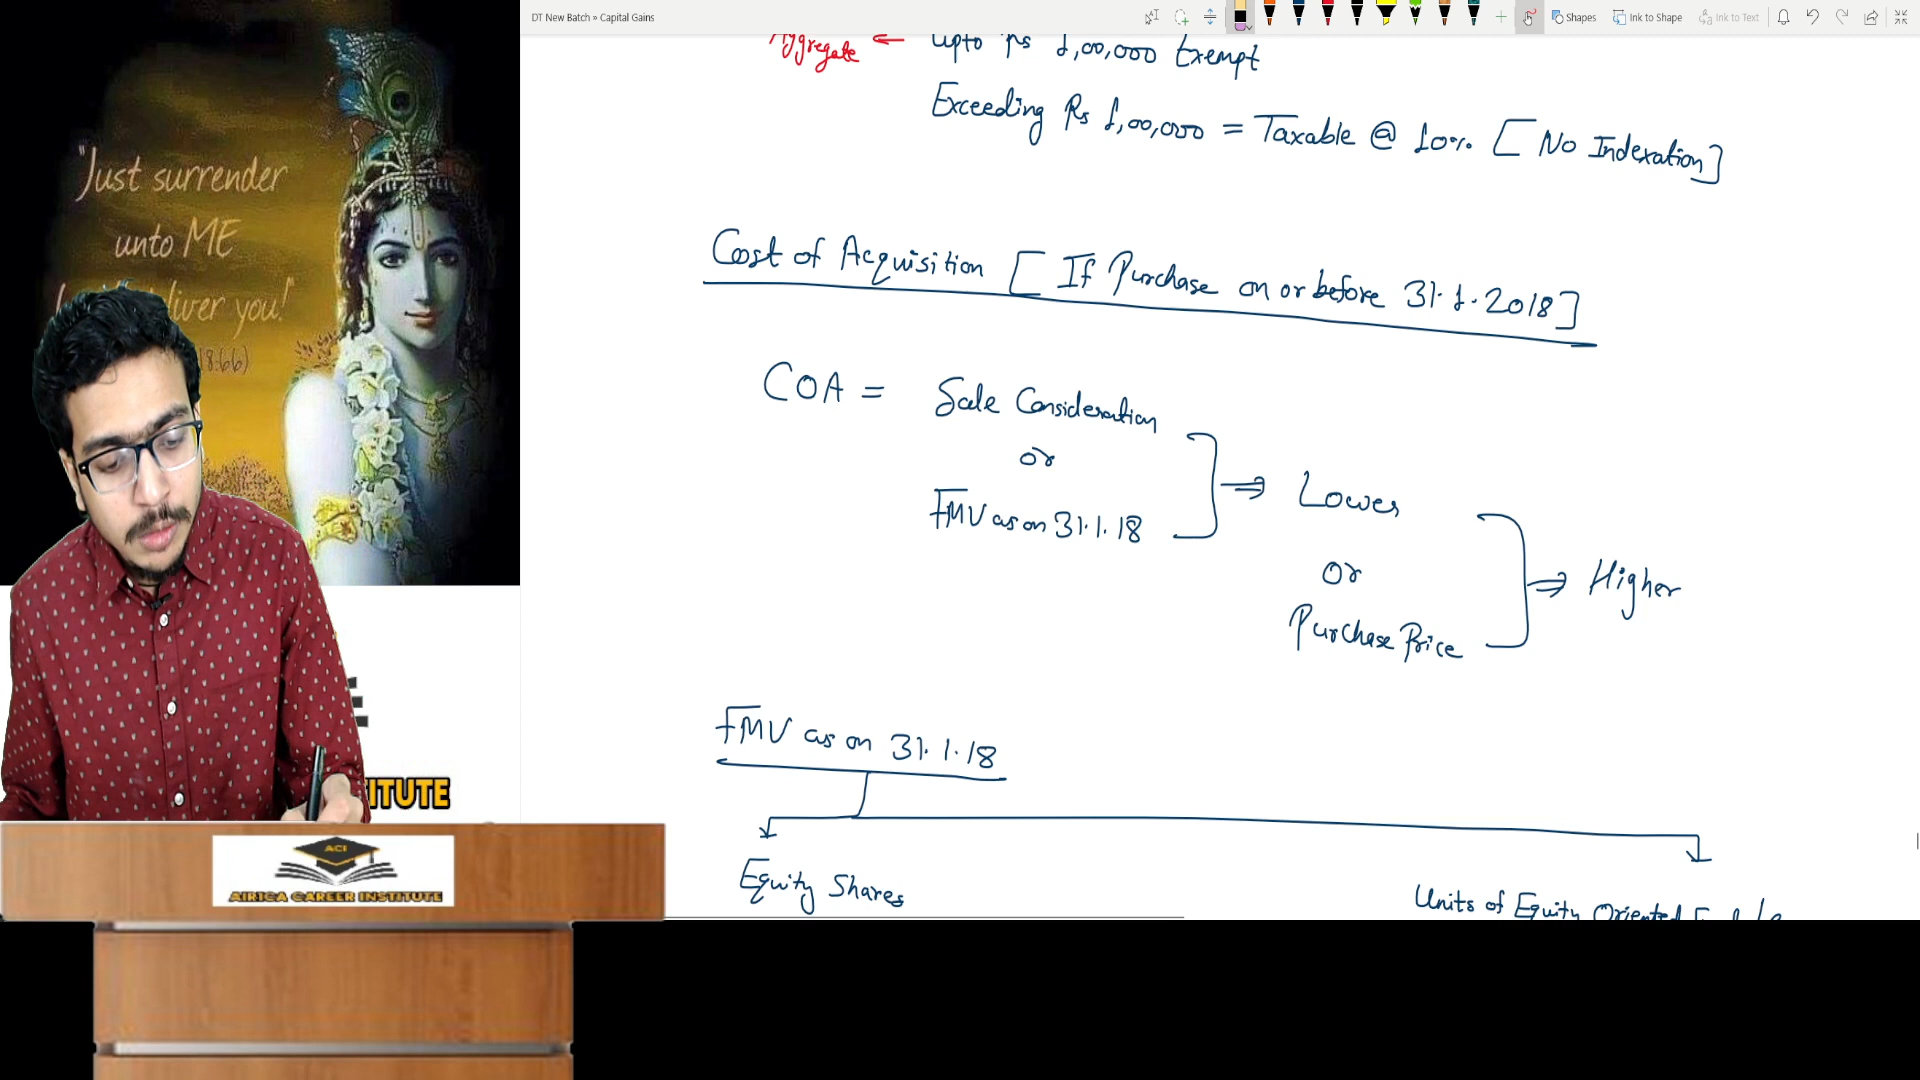 DT New Batch » Capital Gains
Shapes
Ink to Shape
Ink to Text
Aggregate ← upto Rs 1,00,000 Exempt
Exceeding Rs 1,00,000 = Taxable @ 10% [No Indexation]
"Just surrender
unto ME
liver you!"
18:66)
Cost of Acquisition [If Purchase on or before 31.1.2018]
COA = Sale Consideration
or
FMV as on 31.1.18
⇒ Lower
or
Purchase Price
⇒ Higher
FMV as on 31.1.18
Equity Shares
Units of Equity Oriented
ITUTE
ACI
AIRICA CAREER INSTITUTE